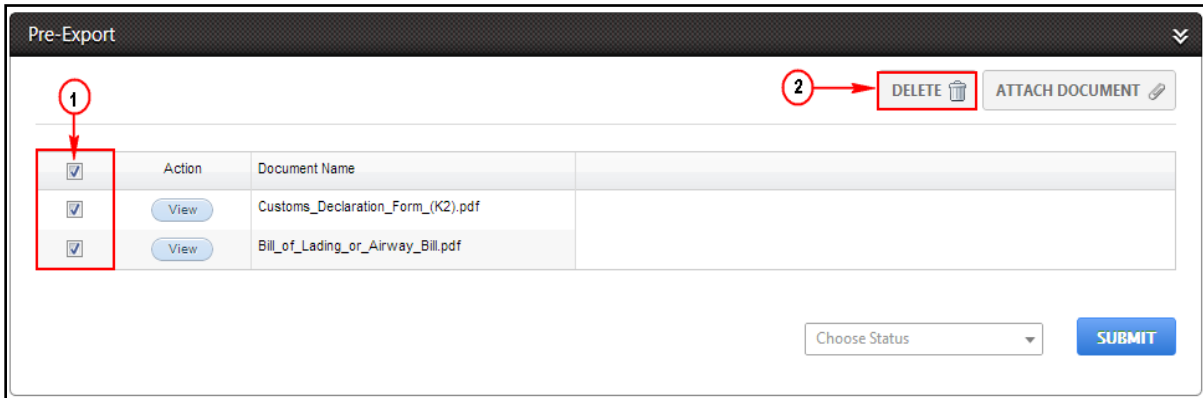 Pre-Export
1
2
DELETE
ATTACH DOCUMENT
Action Document Name
View Customs_Declaration_Form_(K2).pdf
View Bill_of_Lading_or_Airway_Bill.pdf
Choose Status
SUBMIT